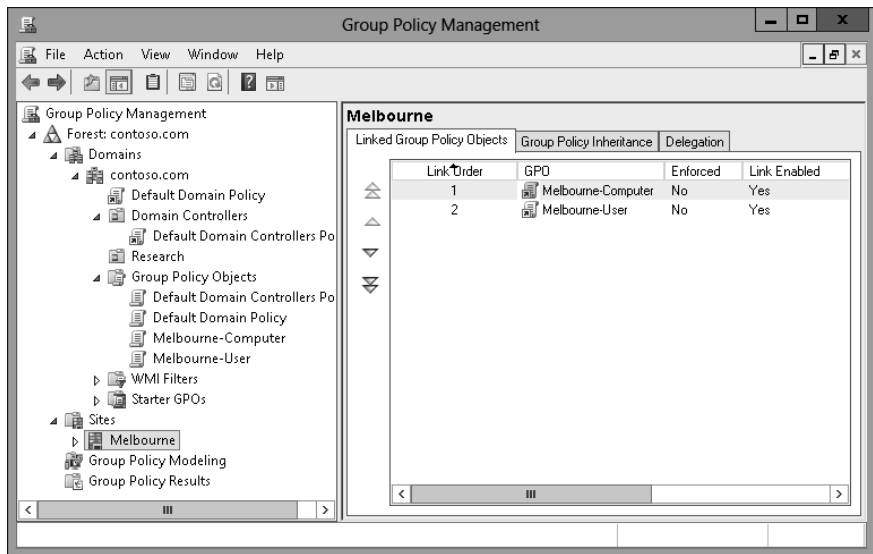 Group Policy Management
File Action View Window Help
Group Policy Management
Forest: contoso.com
Domains
contoso.com
Default Domain Policy
Domain Controllers
Default Domain Controllers Po
Research
Group Policy Objects
Default Domain Controllers Po
Default Domain Policy
Melbourne-Computer
Melbourne-User
WMI Filters
Starter GPOs
Sites
Melbourne
Group Policy Modeling
Group Policy Results
Melbourne
Linked Group Policy Objects Group Policy Inheritance Delegation
Link Order GPO Enforced Link Enabled
1 Melbourne-Computer No Yes
2 Melbourne-User No Yes